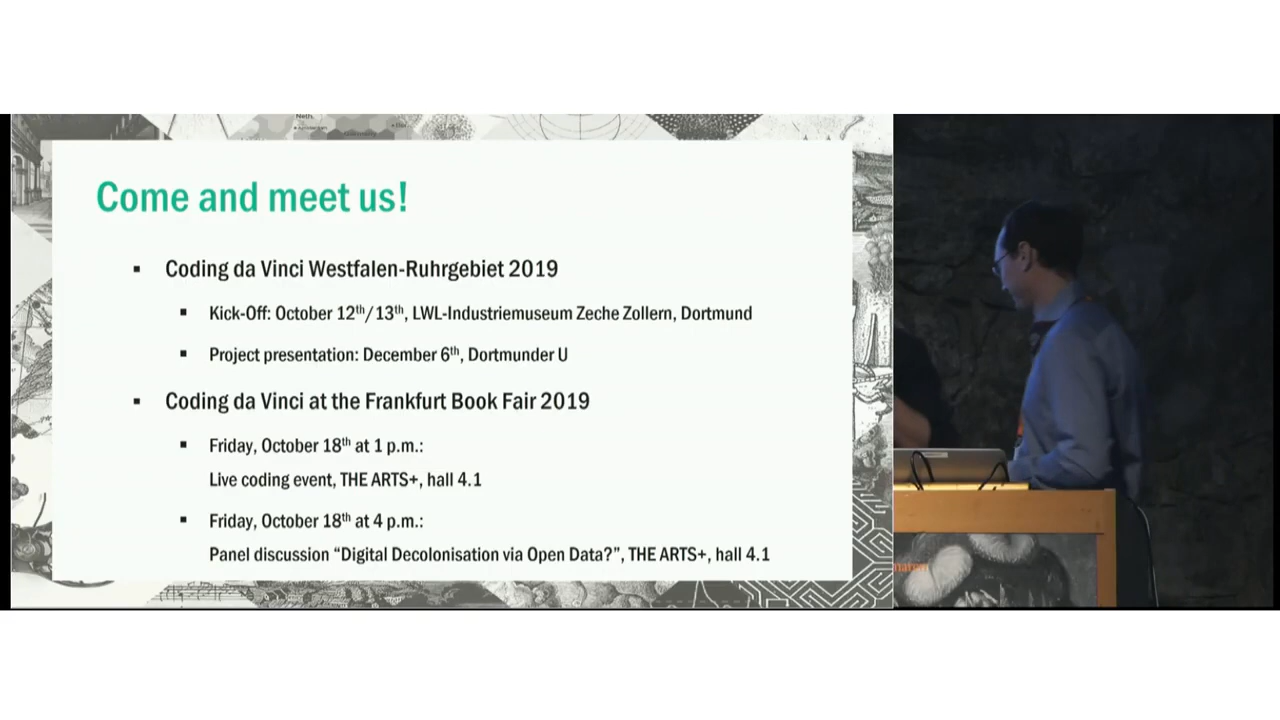 Come and meet us!
Coding da Vinci Westfalen-Ruhrgebiet 2019
Kick-Off: October 12th/13th, LWL-Industriemuseum Zeche Zollern, Dortmund
Project presentation: December 6th, Dortmunder U
Coding da Vinci at the Frankfurt Book Fair 2019
Friday, October 18th at 1 p.m.:
Live coding event, THE ARTS+, hall 4.1
Friday, October 18th at 4 p.m.:
Panel discussion “Digital Decolonisation via Open Data?”, THE ARTS+, hall 4.1